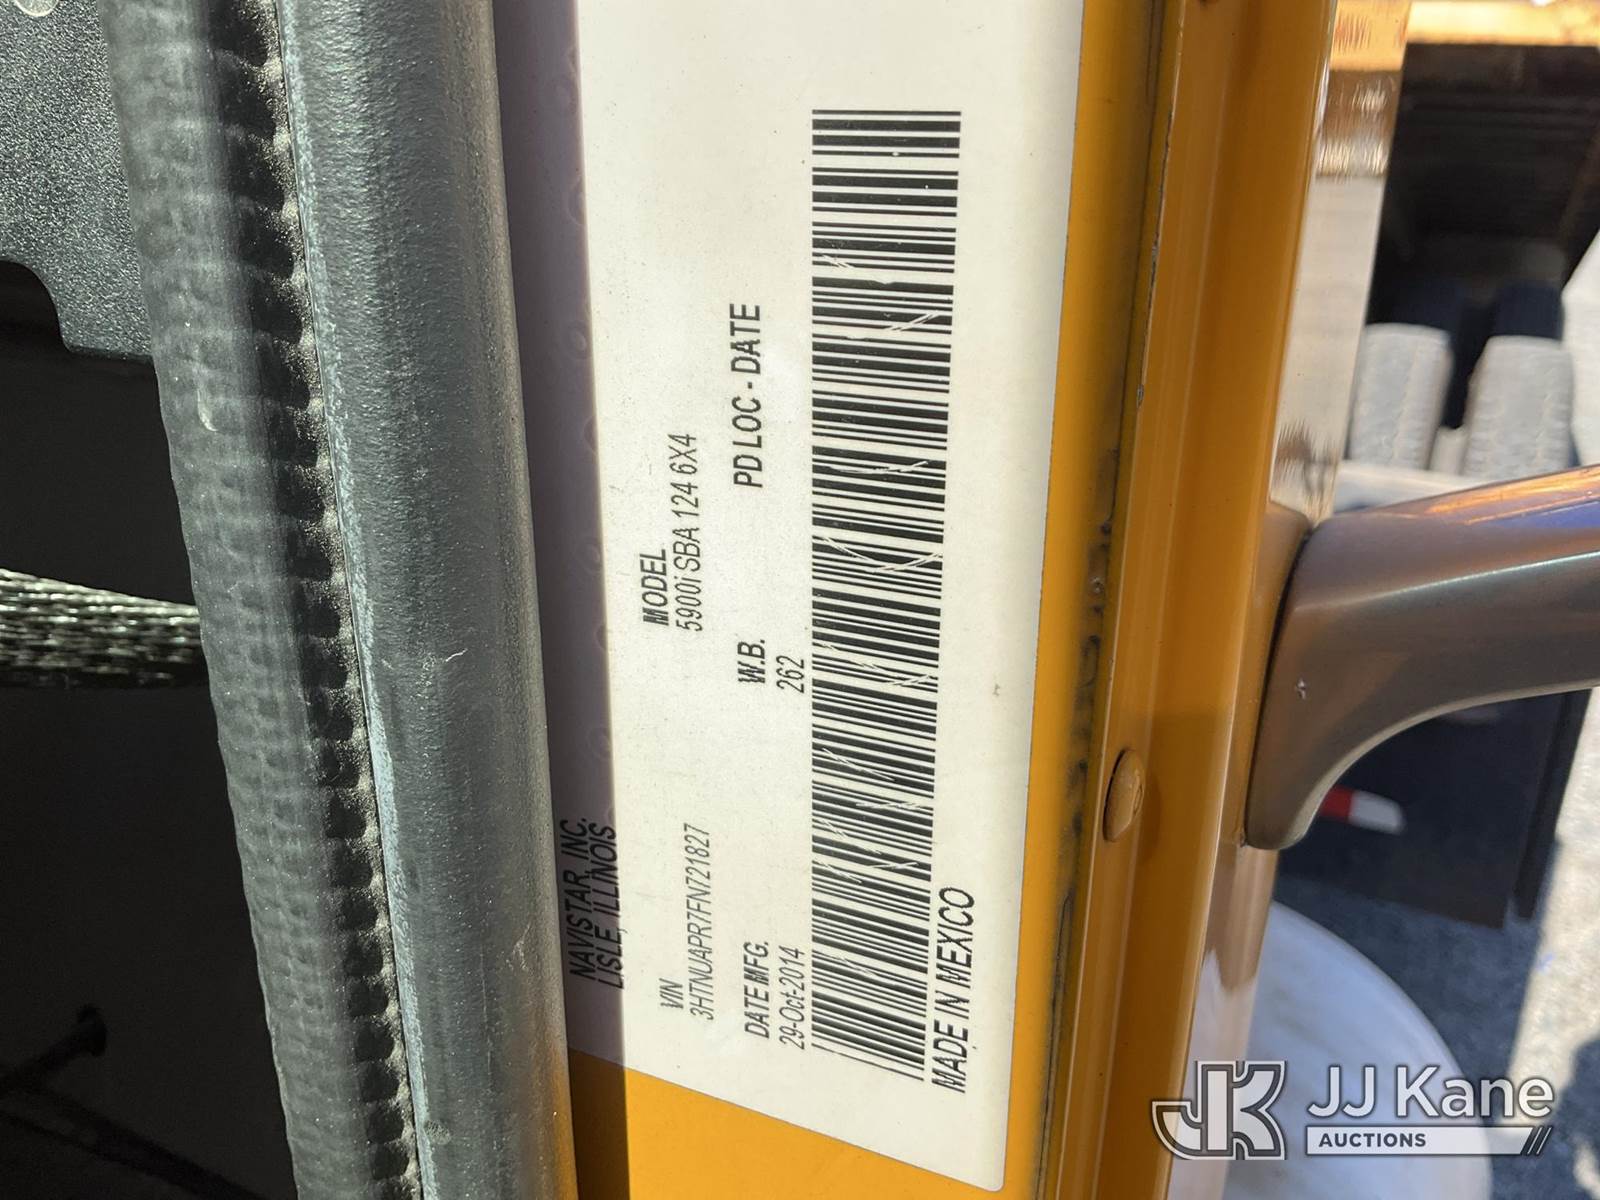 NAVISTAR, INC.
LISLE, ILLINOIS
VIN
3HTNUAPR7FN721827
MODEL
5900i SBA 124 6X4
DATE MFG.
29-Oct-2014
W.B.
262
PD LOC - DATE
MADE IN MEXICO
JJ Kane
AUCTIONS